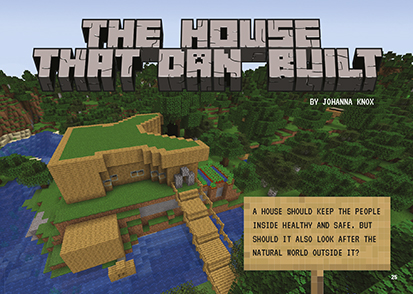 THE HOUSE
THAT DAN BUILT
BY JOHANNA KNOX
A HOUSE SHOULD KEEP THE PEOPLE
INSIDE HEALTHY AND SAFE. BUT
SHOULD IT ALSO LOOK AFTER THE
NATURAL WORLD OUTSIDE IT?
25